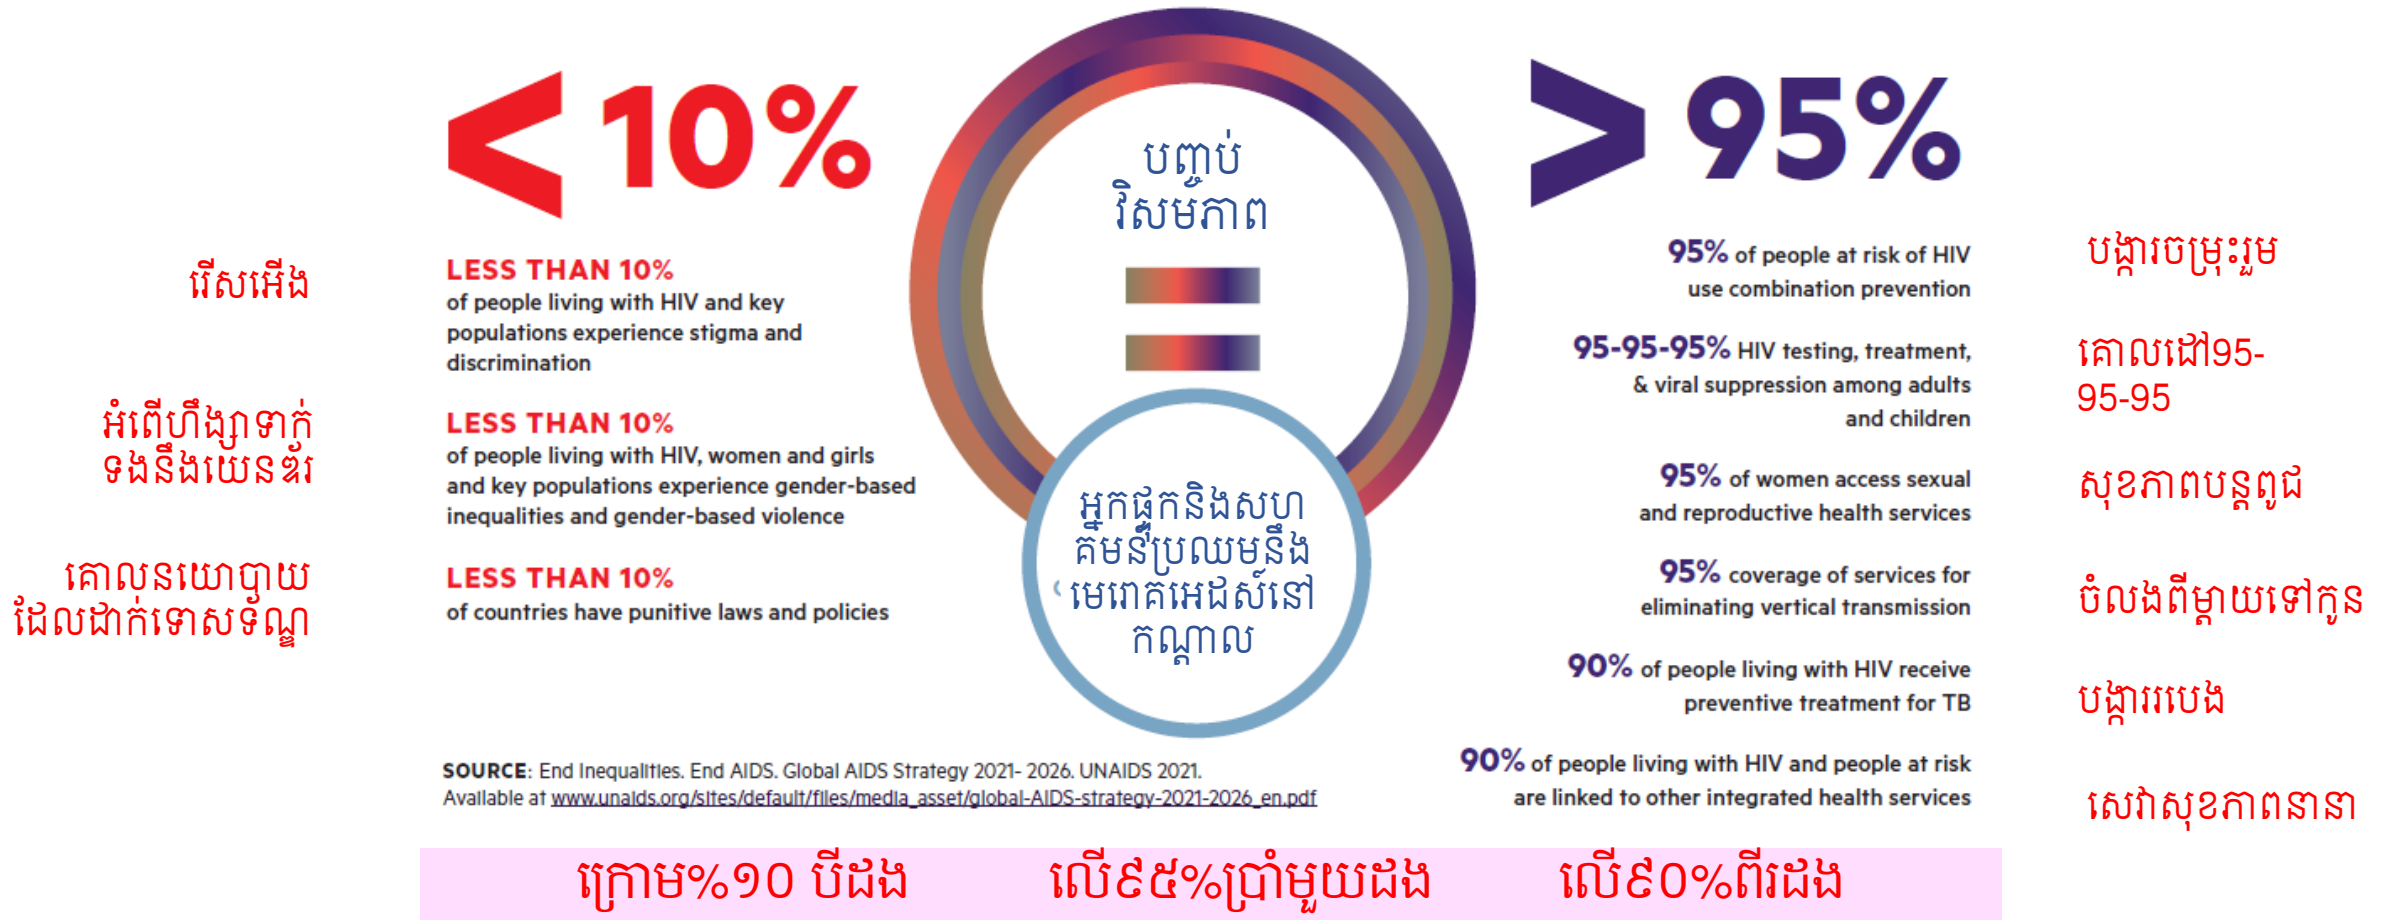 < 10%
រើសអើង
LESS THAN 10%
of people living with HIV and key
populations experience stigma and
discrimination
អំពើហឹង្សាទាក់
ទងនឹងយេនឌ័រ
LESS THAN 10%
of people living with HIV, women and girls
and key populations experience gender-based
inequalities and gender-based violence
គោលនយោបាយ
ដែលដាក់ទោសទ័ណ្ឌ
LESS THAN 10%
of countries have punitive laws and policies
បញ្ចប់
វិសមភាព
អ្នកផ្ទុកនិងសហ
គមន៍ប្រឈមនឹង
មេរោគអេដស៍នៅ
កណ្តាល
> 95%
95% of people at risk of HIV
use combination prevention
បង្ការចម្រុះរួម
95-95-95% HIV testing, treatment,
& viral suppression among adults
and children
គោលដៅ95-
95-95
95% of women access sexual
and reproductive health services
សុខភាពបន្តពូជ
95% coverage of services for
eliminating vertical transmission
ចំលងពីម្តាយទៅកូន
90% of people living with HIV receive
preventive treatment for TB
បង្ការរបេង
90% of people living with HIV and people at risk
are linked to other integrated health services
សេវាសុខភាពនានា
SOURCE: End Inequalities. End AIDS. Global AIDS Strategy 2021- 2026. UNAIDS 2021.
Available at www.unaids.org/sites/default/files/media_asset/global-AIDS-strategy-2021-2026_en.pdf
ក្រោម%១០ បីដង
លើ៩៥%ប្រាំមួយដង
លើ៩០%ពីរដង